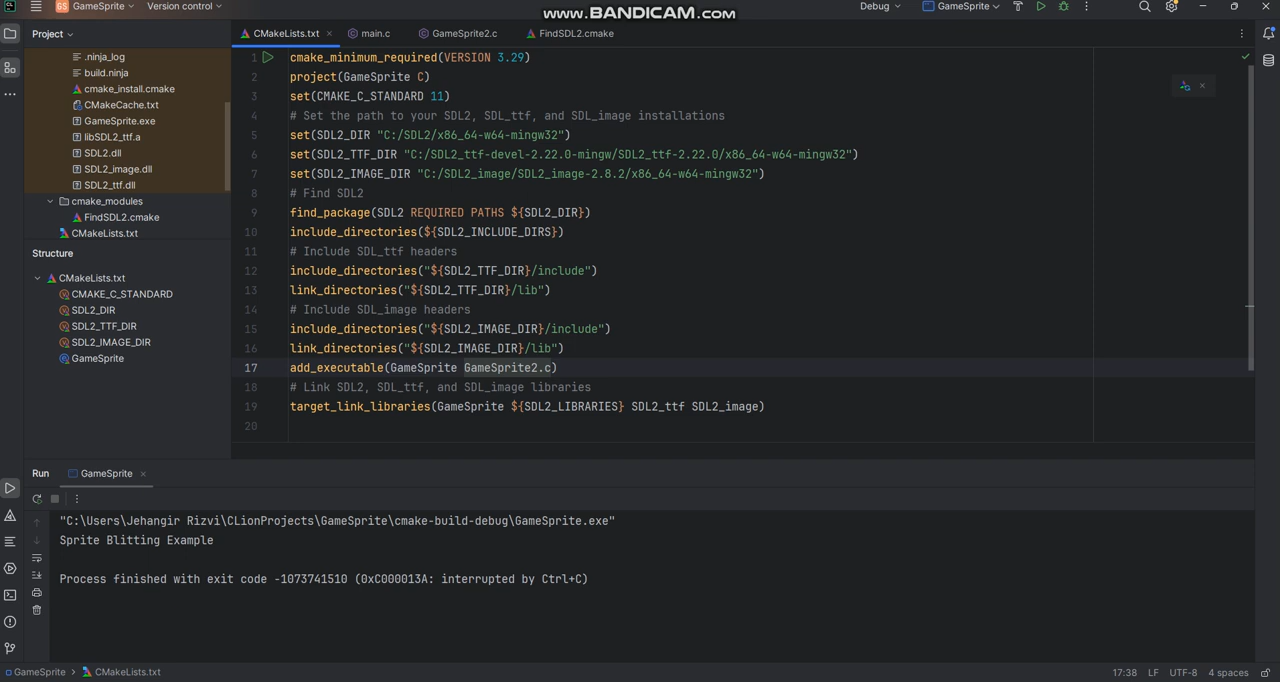 www.BANDICAM.com
CL
GS GameSprite
Version control
Debug
GameSprite
Project
CMakeLists.txt
main.c
GameSprite2.c
FindSDL2.cmake
.ninja_log
build.ninja
cmake_install.cmake
CMakeCache.txt
GameSprite.exe
libSDL2_ttf.a
SDL2.dll
SDL2_image.dll
SDL2_ttf.dll
cmake_modules
FindSDL2.cmake
CMakeLists.txt
Structure
CMakeLists.txt
CMAKE_C_STANDARD
SDL2_DIR
SDL2_TTF_DIR
SDL2_IMAGE_DIR
GameSprite
1 cmake_minimum_required(VERSION 3.29)
2 project(GameSprite C)
3 set(CMAKE_C_STANDARD 11)
4 # Set the path to your SDL2, SDL_ttf, and SDL_image installations
5 set(SDL2_DIR "C:/SDL2/x86_64-w64-mingw32")
6 set(SDL2_TTF_DIR "C:/SDL2_ttf-devel-2.22.0-mingw/SDL2_ttf-2.22.0/x86_64-w64-mingw32")
7 set(SDL2_IMAGE_DIR "C:/SDL2_image/SDL2_image-2.8.2/x86_64-w64-mingw32")
8 # Find SDL2
9 find_package(SDL2 REQUIRED PATHS ${SDL2_DIR})
10 include_directories(${SDL2_INCLUDE_DIRS})
11 # Include SDL_ttf headers
12 include_directories("${SDL2_TTF_DIR}/include")
13 link_directories("${SDL2_TTF_DIR}/lib")
14 # Include SDL_image headers
15 include_directories("${SDL2_IMAGE_DIR}/include")
16 link_directories("${SDL2_IMAGE_DIR}/lib")
17 add_executable(GameSprite GameSprite2.c)
18 # Link SDL2, SDL_ttf, and SDL_image libraries
19 target_link_libraries(GameSprite ${SDL2_LIBRARIES} SDL2_ttf SDL2_image)
20
Run
GameSprite
"C:\Users\Jehangir Rizvi\CLionProjects\GameSprite\cmake-build-debug\GameSprite.exe"
Sprite Blitting Example
Process finished with exit code -1073741510 (0xC000013A: interrupted by Ctrl+C)
GameSprite > CMakeLists.txt
17:38 LF UTF-8 4 spaces